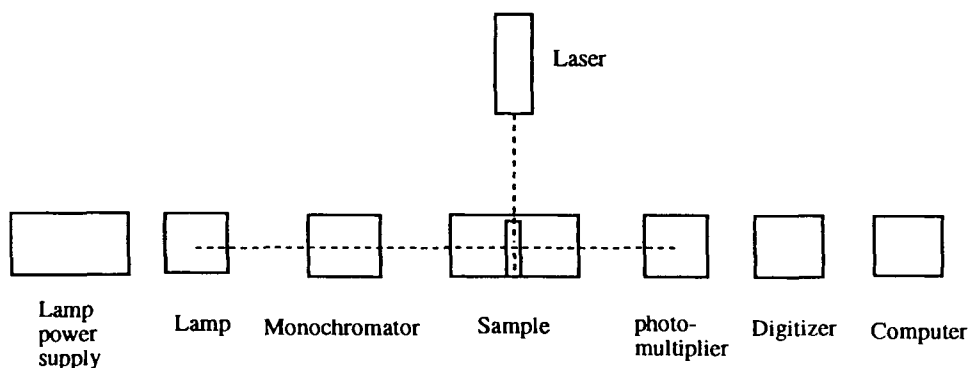 Laser
Lamp
power
supply
Lamp
Monochromator
Sample
photo-
multiplier
Digitizer
Computer